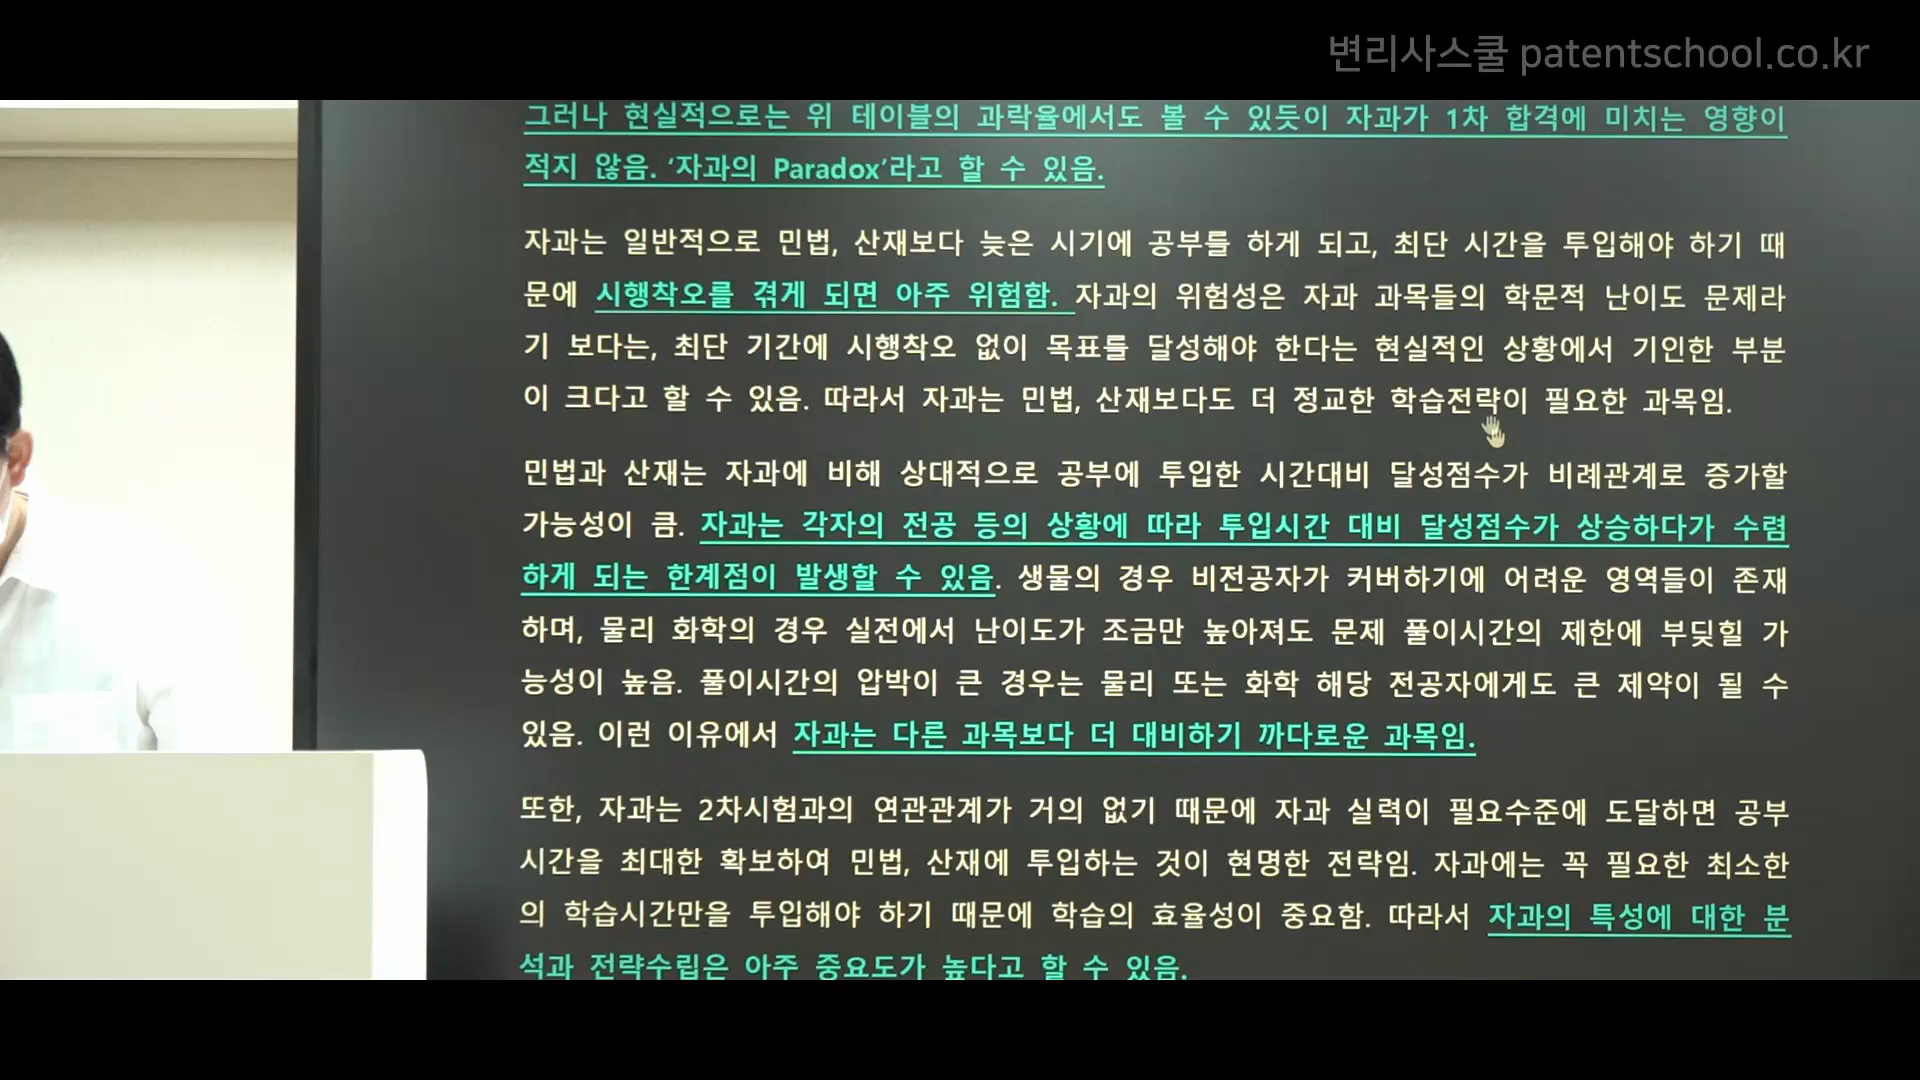 변리사스쿨 patentschool.co.kr
그러나 현실적으로는 위 테이블의 과락율에서도 볼 수 있듯이 자과가 1차 합격에 미치는 영향이
적지 않음. ‘자과의 Paradox’라고 할 수 있음.
자과는 일반적으로 민법, 산재보다 늦은 시기에 공부를 하게 되고, 최단 시간을 투입해야 하기 때
문에 시행착오를 겪게 되면 아주 위험함. 자과의 위험성은 자과 과목들의 학문적 난이도 문제라
기 보다는, 최단 기간에 시행착오 없이 목표를 달성해야 한다는 현실적인 상황에서 기인한 부분
이 크다고 할 수 있음. 따라서 자과는 민법, 산재보다도 더 정교한 학습전략이 필요한 과목임.
민법과 산재는 자과에 비해 상대적으로 공부에 투입한 시간대비 달성점수가 비례관계로 증가할
가능성이 큼. 자과는 각자의 전공 등의 상황에 따라 투입시간 대비 달성점수가 상승하다가 수렴
하게 되는 한계점이 발생할 수 있음. 생물의 경우 비전공자가 커버하기에 어려운 영역들이 존재
하며, 물리 화학의 경우 실전에서 난이도가 조금만 높아져도 문제 풀이시간의 제한에 부딪힐 가
능성이 높음. 풀이시간의 압박이 큰 경우는 물리 또는 화학 해당 전공자에게도 큰 제약이 될 수
있음. 이런 이유에서 자과는 다른 과목보다 더 대비하기 까다로운 과목임.
또한, 자과는 2차시험과의 연관관계가 거의 없기 때문에 자과 실력이 필요수준에 도달하면 공부
시간을 최대한 확보하여 민법, 산재에 투입하는 것이 현명한 전략임. 자과에는 꼭 필요한 최소한
의 학습시간만을 투입해야 하기 때문에 학습의 효율성이 중요함. 따라서 자과의 특성에 대한 분
석과 전략수립은 아주 중요도가 높다고 할 수 있음.